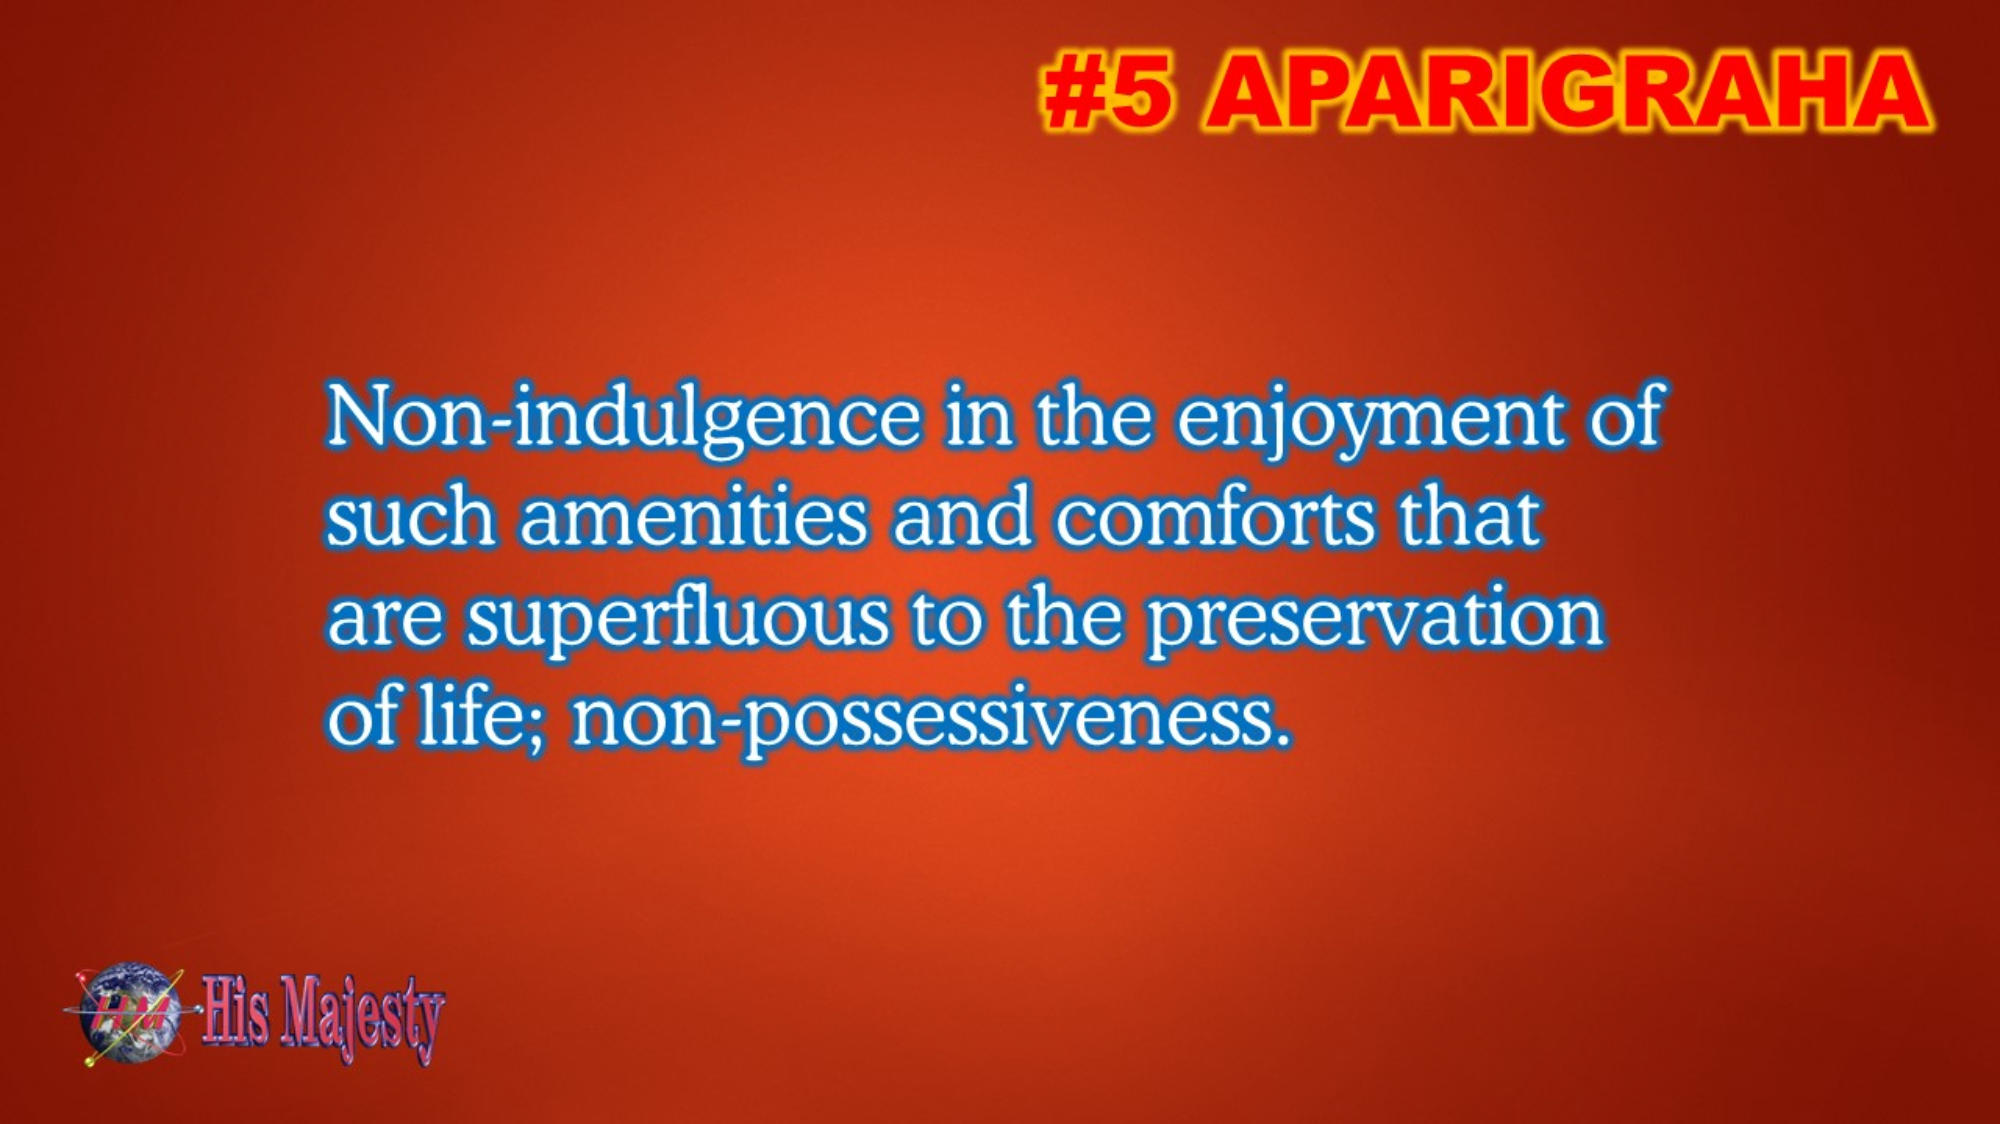 #5 APARIGRAHA
Non-indulgence in the enjoyment of
such amenities and comforts that
are superfluous to the preservation
of life; non-possessiveness.
HM His Majesty